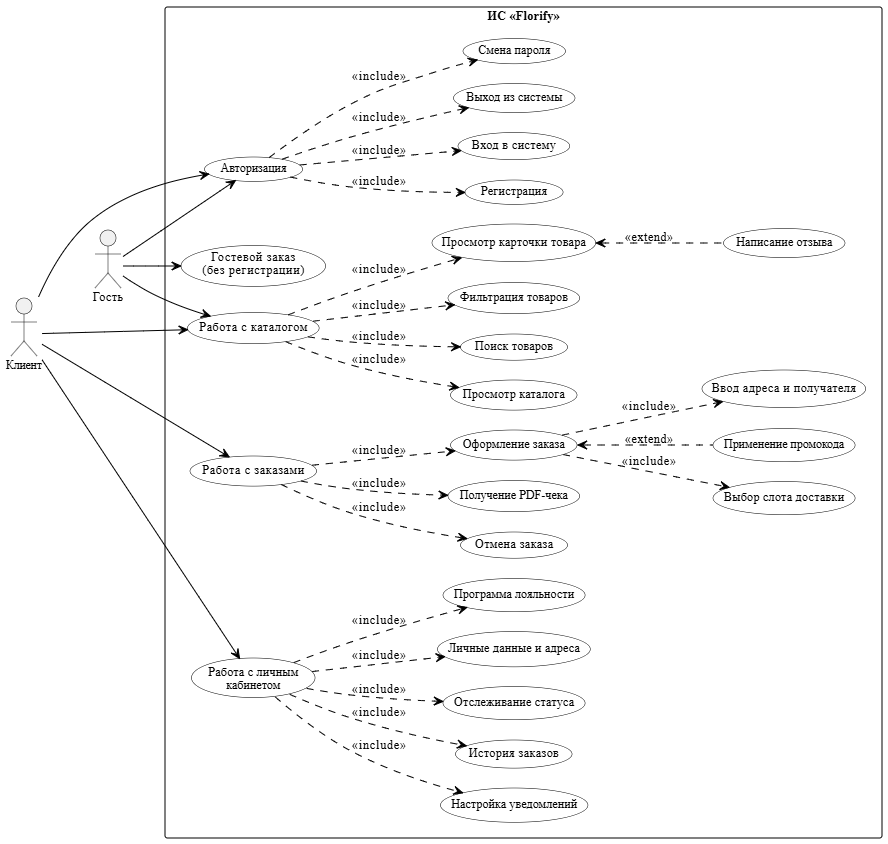 ИС «Florify»
Смена пароля
«include»
Выход из системы
«include»
Вход в систему
«include»
Авторизация
«include»
Регистрация
Гость
Гостевой заказ
(без регистрации)
Просмотр карточки товара
«extend»
Написание отзыва
«include»
Фильтрация товаров
«include»
Клиент
Работа с каталогом
«include»
Поиск товаров
«include»
Просмотр каталога
Ввод адреса и получателя
«include»
Оформление заказа
«extend»
Применение промокода
«include»
«include»
Работа с заказами
«include»
Получение PDF-чека
Выбор слота доставки
«include»
Отмена заказа
Программа лояльности
«include»
Личные данные и адреса
«include»
Работа с личным
кабинетом
«include»
Отслеживание статуса
«include»
История заказов
«include»
Настройка уведомлений